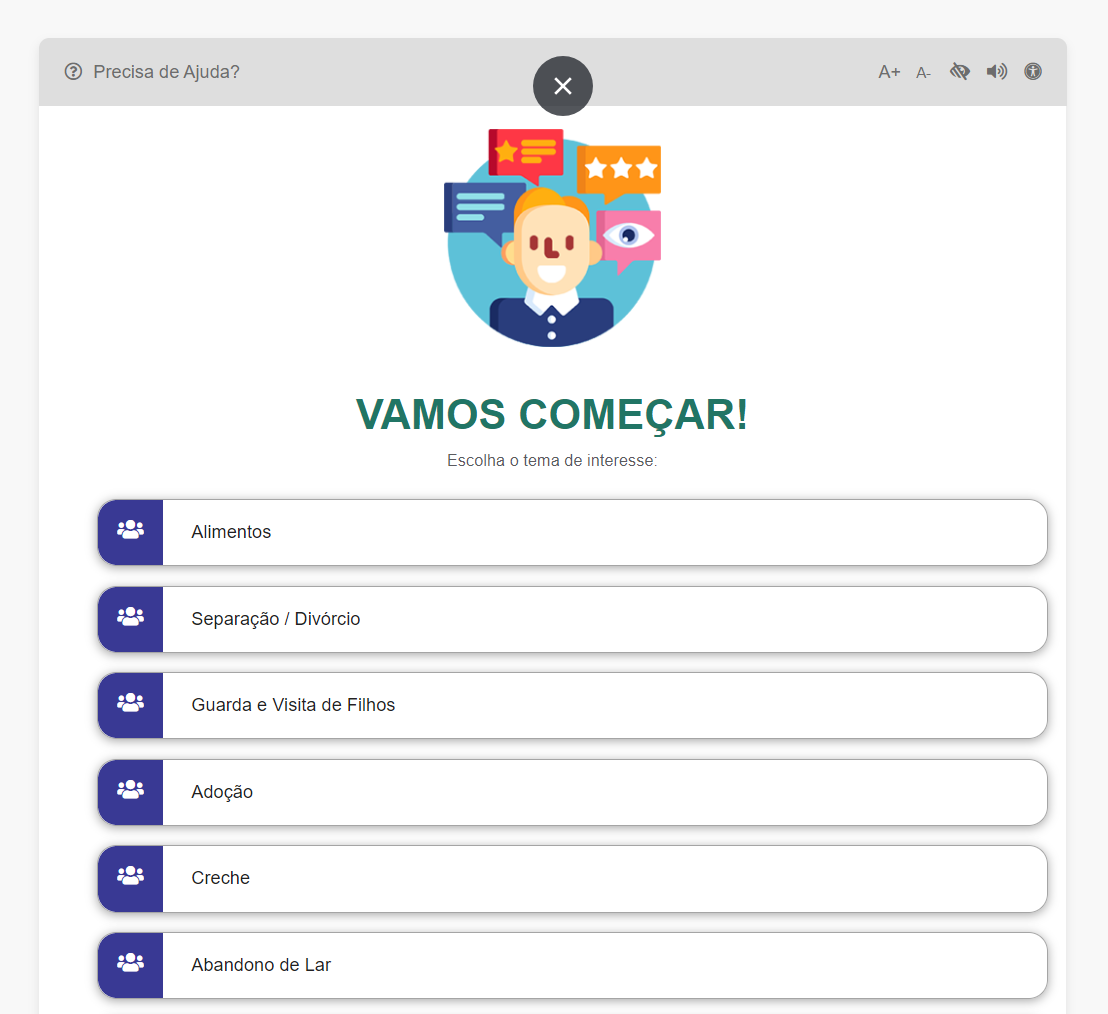 Precisa de Ajuda?
A+ A-
VAMOS COMEÇAR!
Escolha o tema de interesse:
Alimentos
Separação / Divórcio
Guarda e Visita de Filhos
Adoção
Creche
Abandono de Lar